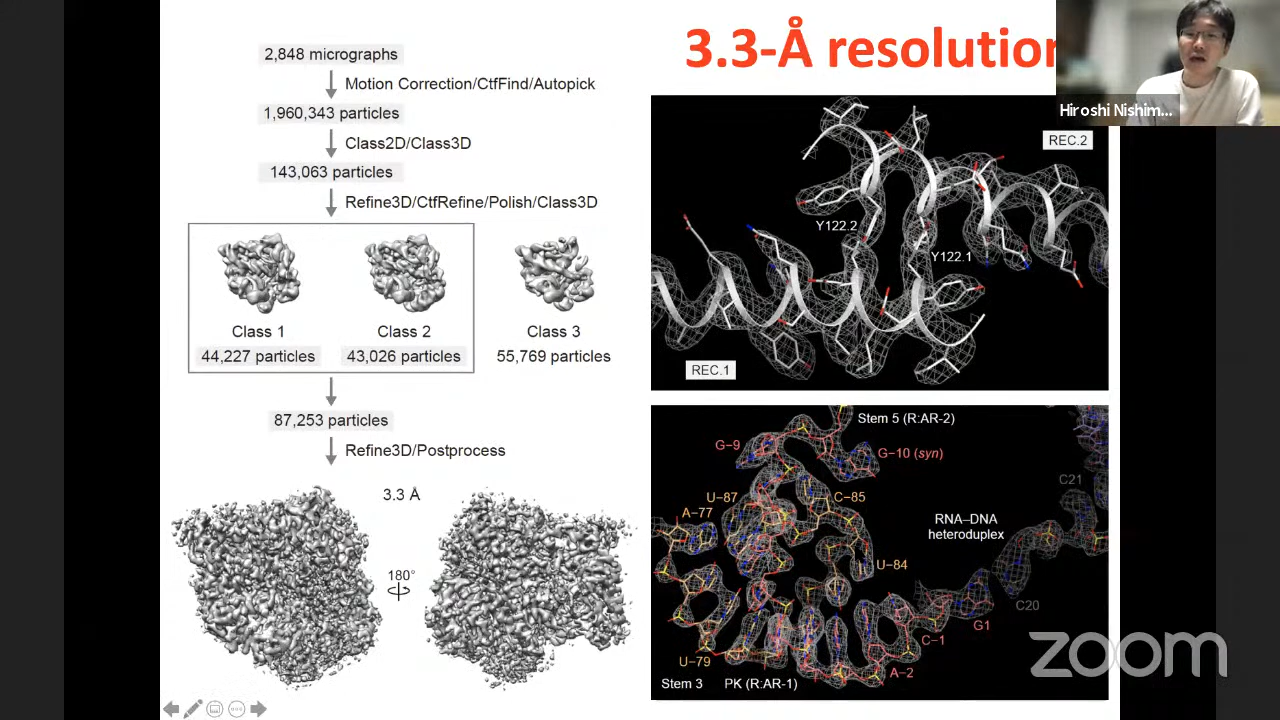 3.3-Å resolution
Hiroshi Nishim...
2,848 micrographs
Motion Correction/CtfFind/Autopick
1,960,343 particles
Class2D/Class3D
143,063 particles
Refine3D/CtfRefine/Polish/Class3D
Class 1
Class 2
Class 3
44,227 particles
43,026 particles
55,769 particles
87,253 particles
Refine3D/Postprocess
3.3 Å
180°
REC.2
Y122.2
Y122.1
REC.1
Stem 5 (R:AR-2)
G−9
G−10 (syn)
U−87
C−85
A−77
C21
RNA–DNA
heteroduplex
U−84
C20
G1
C−1
U−79
A−2
Stem 3
PK (R:AR-1)
zoom